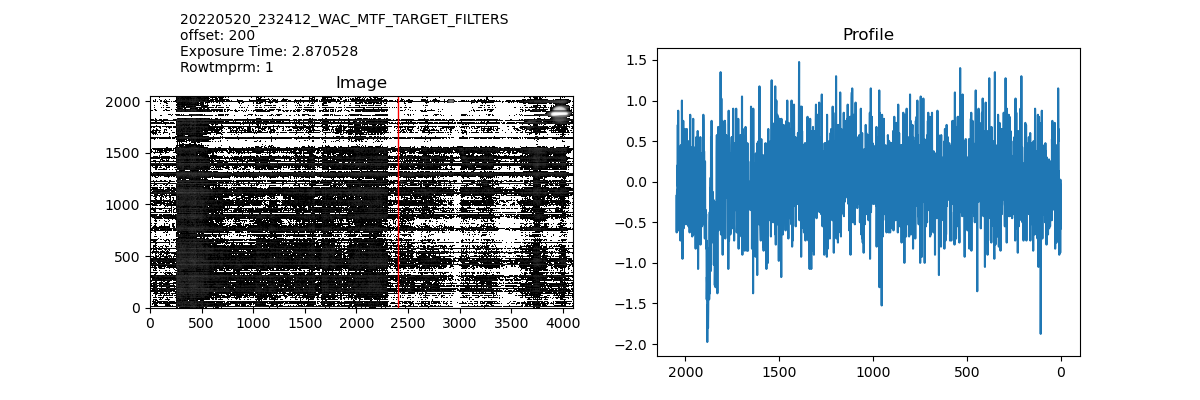 20220520_232412_WAC_MTF_TARGET_FILTERS
offset: 200
Exposure Time: 2.870528
Rowtmprm: 1
Image
2000
1500
1000
500
0
0 500 1000 1500 2000 2500 3000 3500 4000
Profile
1.5
1.0
0.5
0.0
−0.5
−1.0
−1.5
−2.0
2000 1500 1000 500 0